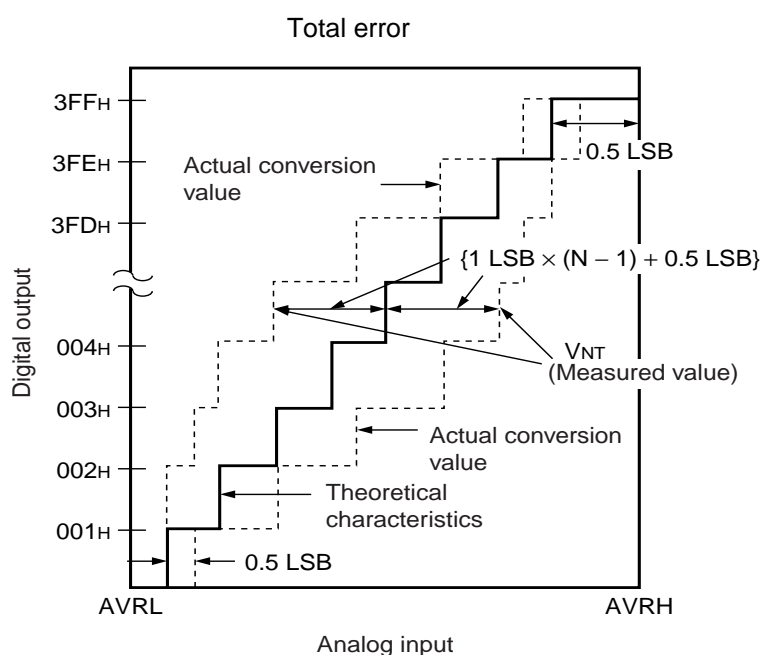 Total error
3FFH
3FEH
3FDH
004H
003H
002H
001H
Digital output
Actual conversion
value
0.5 LSB
{1 LSB × (N − 1) + 0.5 LSB}
VNT
(Measured value)
Actual conversion
value
Theoretical
characteristics
0.5 LSB
AVRL
AVRH
Analog input